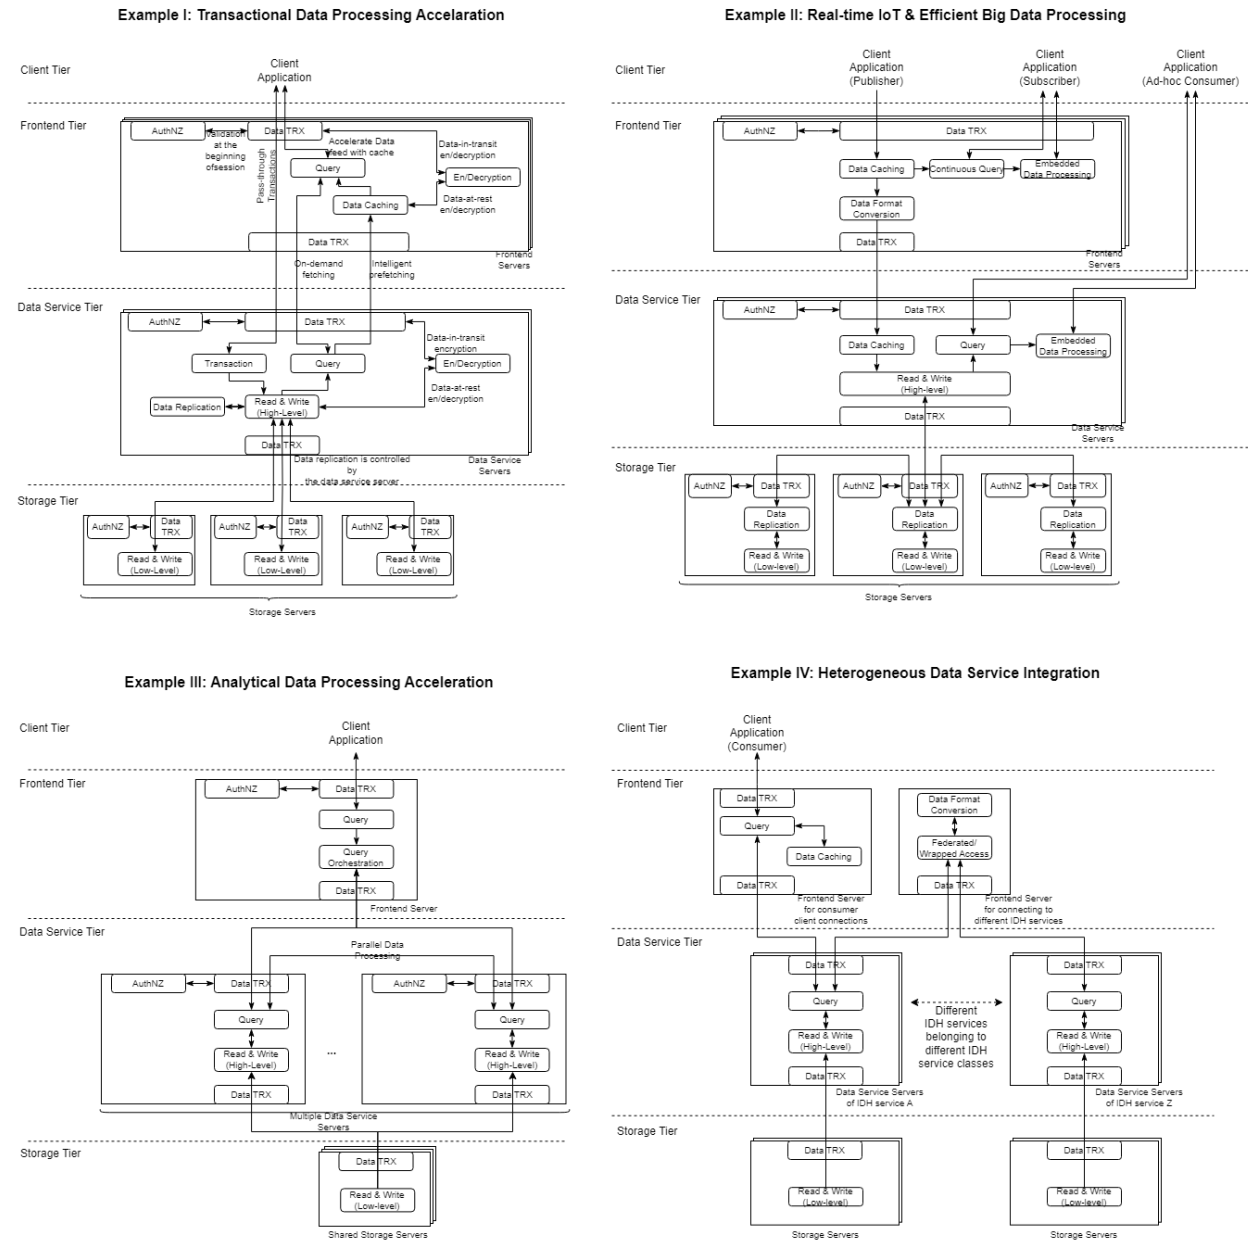 Example I: Transactional Data Processing Accelaration
Client Tier
Client
Application
Frontend Tier
AuthNZ
Data TRX
Validation
at the
beginning
ofsession
Pass-through
Transactions
Accelerate Data
feed with cache
Query
Data Caching
Data-in-transit
en/decryption
En/Decryption
Data-at-rest
en/decryption
Data TRX
Frontend
Servers
On-demand
fetching
Intelligent
prefetching
Data Service Tier
AuthNZ
Data TRX
Transaction
Query
Data-in-transit
encryption
En/Decryption
Data-at-rest
en/decryption
Data Replication
Read & Write
(High-Level)
Data TRX
Data Service
Servers
Data replication is controlled
by
the data service server
Storage Tier
AuthNZ
Data
TRX
Read & Write
(Low-Level)
AuthNZ
Data
TRX
Read & Write
(Low-Level)
AuthNZ
Data
TRX
Read & Write
(Low-Level)
Storage Servers
Example II: Real-time IoT & Efficient Big Data Processing
Client Tier
Client
Application
(Publisher)
Client
Application
(Subscriber)
Client
Application
(Ad-hoc Consumer)
Frontend Tier
AuthNZ
Data TRX
Data Caching
Continuous Query
Embedded
Data Processing
Data Format
Conversion
Data TRX
Frontend
Servers
Data Service Tier
AuthNZ
Data TRX
Data Caching
Query
Embedded
Data Processing
Read & Write
(High-level)
Data TRX
Data Service
Servers
Storage Tier
AuthNZ
Data TRX
Data
Replication
Read & Write
(Low-level)
AuthNZ
Data TRX
Data
Replication
Read & Write
(Low-level)
AuthNZ
Data TRX
Data
Replication
Read & Write
(Low-level)
Storage Servers
Example III: Analytical Data Processing Acceleration
Client Tier
Client
Application
Frontend Tier
AuthNZ
Data TRX
Query
Query
Orchestration
Data TRX
Frontend Server
Data Service Tier
Parallel Data
Processing
AuthNZ
Data TRX
Query
Read & Write
(High-Level)
Data TRX
...
AuthNZ
Data TRX
Query
Read & Write
(High-Level)
Data TRX
Multiple Data Service
Servers
Storage Tier
Data TRX
Read & Write
(Low-level)
Shared Storage Servers
Example IV: Heterogeneous Data Service Integration
Client Tier
Client
Application
(Consumer)
Frontend Tier
Data TRX
Query
Data Caching
Data TRX
Frontend Server
for consumer
client connections
Data Format
Conversion
Federated/
Wrapped Access
Data TRX
Frontend Server
for connecting to
different IDH services
Data Service Tier
Data TRX
Query
Read & Write
(High-Level)
Data TRX
Data Service Servers
of IDH service A
Different
IDH services
belonging to
different IDH
service classes
Data TRX
Query
Read & Write
(High-Level)
Data TRX
Data Service Servers
of IDH service Z
Storage Tier
Data TRX
Read & Write
(Low-level)
Storage Servers
Data TRX
Read & Write
(Low-level)
Storage Servers